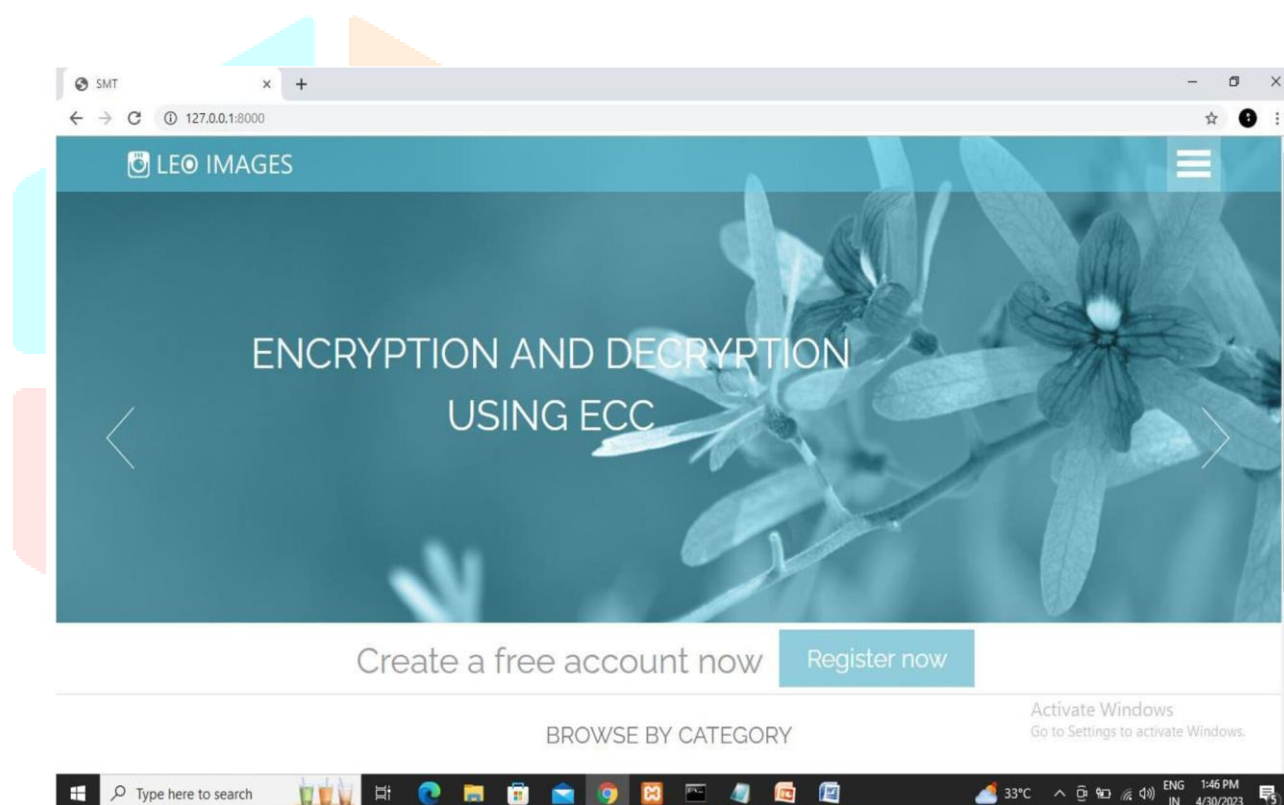 SMT
127.0.0.1:8000
LEO IMAGES
ENCRYPTION AND DECRYPTION
USING ECC
Create a free account now Register now
BROWSE BY CATEGORY
Activate Windows
Go to Settings to activate Windows.
Type here to search
33°C
ENG 1:46 PM
IN 4/30/2023